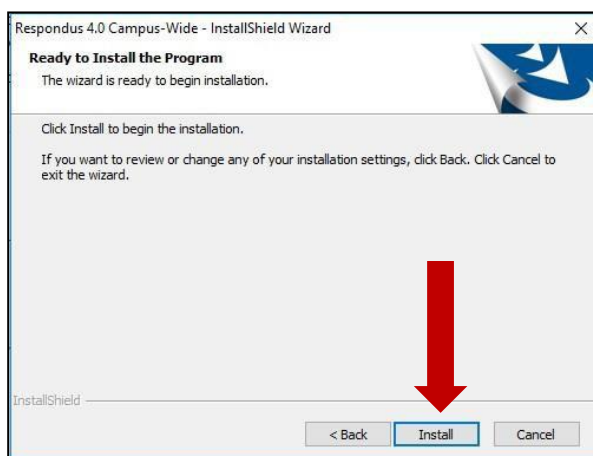 Respondus 4.0 Campus-Wide - InstallShield Wizard
Ready to Install the Program
The wizard is ready to begin installation.
Click Install to begin the installation.
If you want to review or change any of your installation settings, click Back. Click Cancel to
exit the wizard.
InstallShield
< Back Install Cancel